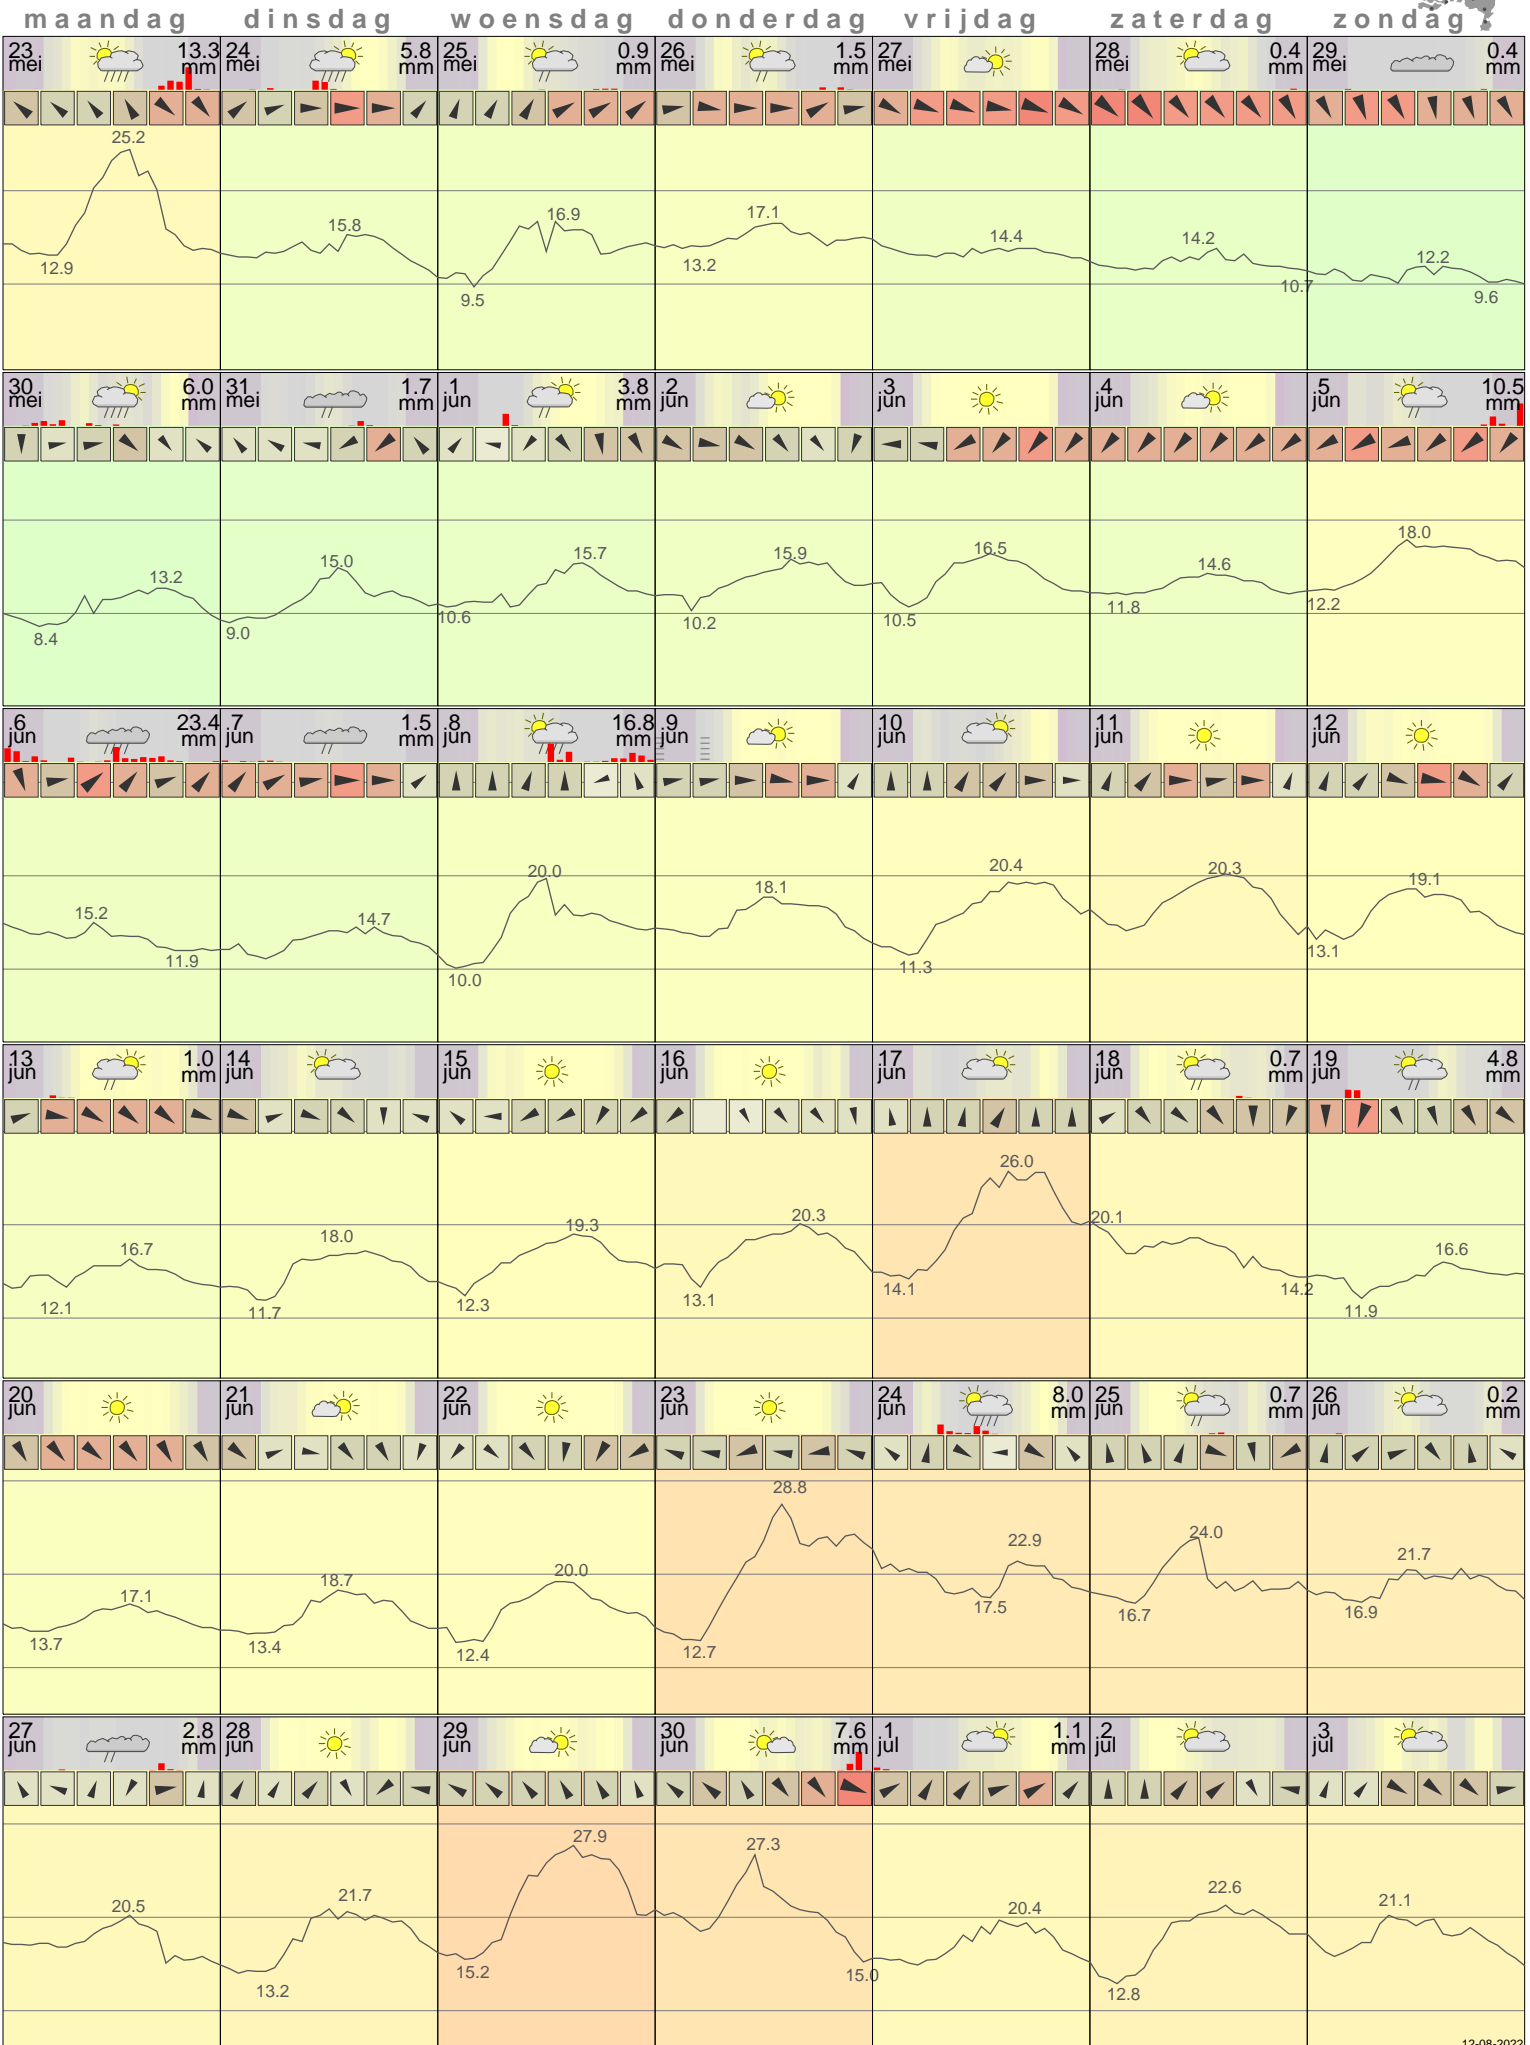 maandag dinsdag woensdag donderdag vrijdag zaterdag zondag
23 13.3 24 5.8 25 0.9 26 1.5 27 28 0.4 29 0.4
mei mm mei mm mei mm mei mm mei mei mm mei mm
25.2 15.8 16.9 17.1 14.4 14.2 12.2
12.9 9.5 13.2 10.7 9.6
30 6.0 31 1.7 .1 3.8 .2 .3 .4 .5 10.5
mei mm mei mm jun mm jun jun jun jun mm
13.2 15.0 15.7 15.9 16.5 14.6 18.0
8.4 9.0 10.6 10.2 10.5 11.8 12.2
.6 23.4 .7 1.5 .8 16.8 .9 10 11 12
jun mm jun mm jun mm jun jun jun jun
15.2 14.7 20.0 18.1 20.4 20.3 19.1
11.9 10.0 11.3 13.1
13 1.0 14 15 16 17 18 0.7 19 4.8
jun mm jun jun jun jun jun mm jun mm
16.7 18.0 19.3 20.3 26.0 20.1 16.6
12.1 11.7 12.3 13.1 14.1 14.2 11.9
20 21 22 23 24 8.0 25 0.7 26 0.2
jun jun jun jun jun mm jun mm jun mm
17.1 18.7 20.0 28.8 22.9 24.0 21.7
13.7 13.4 12.4 12.7 17.5 16.7 16.9
27 2.8 28 29 30 7.6 .1 1.1 .2 .3
jun mm jun jun jun mm jul mm jul jul
20.5 21.7 27.9 27.3 20.4 22.6 21.1
13.2 15.2 15.0 12.8
12-08-2022